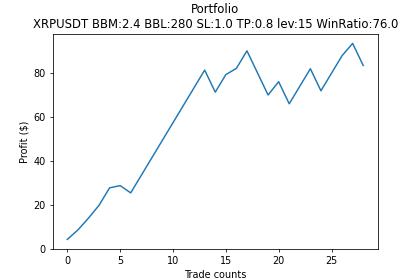 Portfolio
XRPUSDT BBM:2.4 BBL:280 SL:1.0 TP:0.8 lev:15 WinRatio:76.0
Profit ($)
80
60
40
20
0
0 5 10 15 20 25
Trade counts